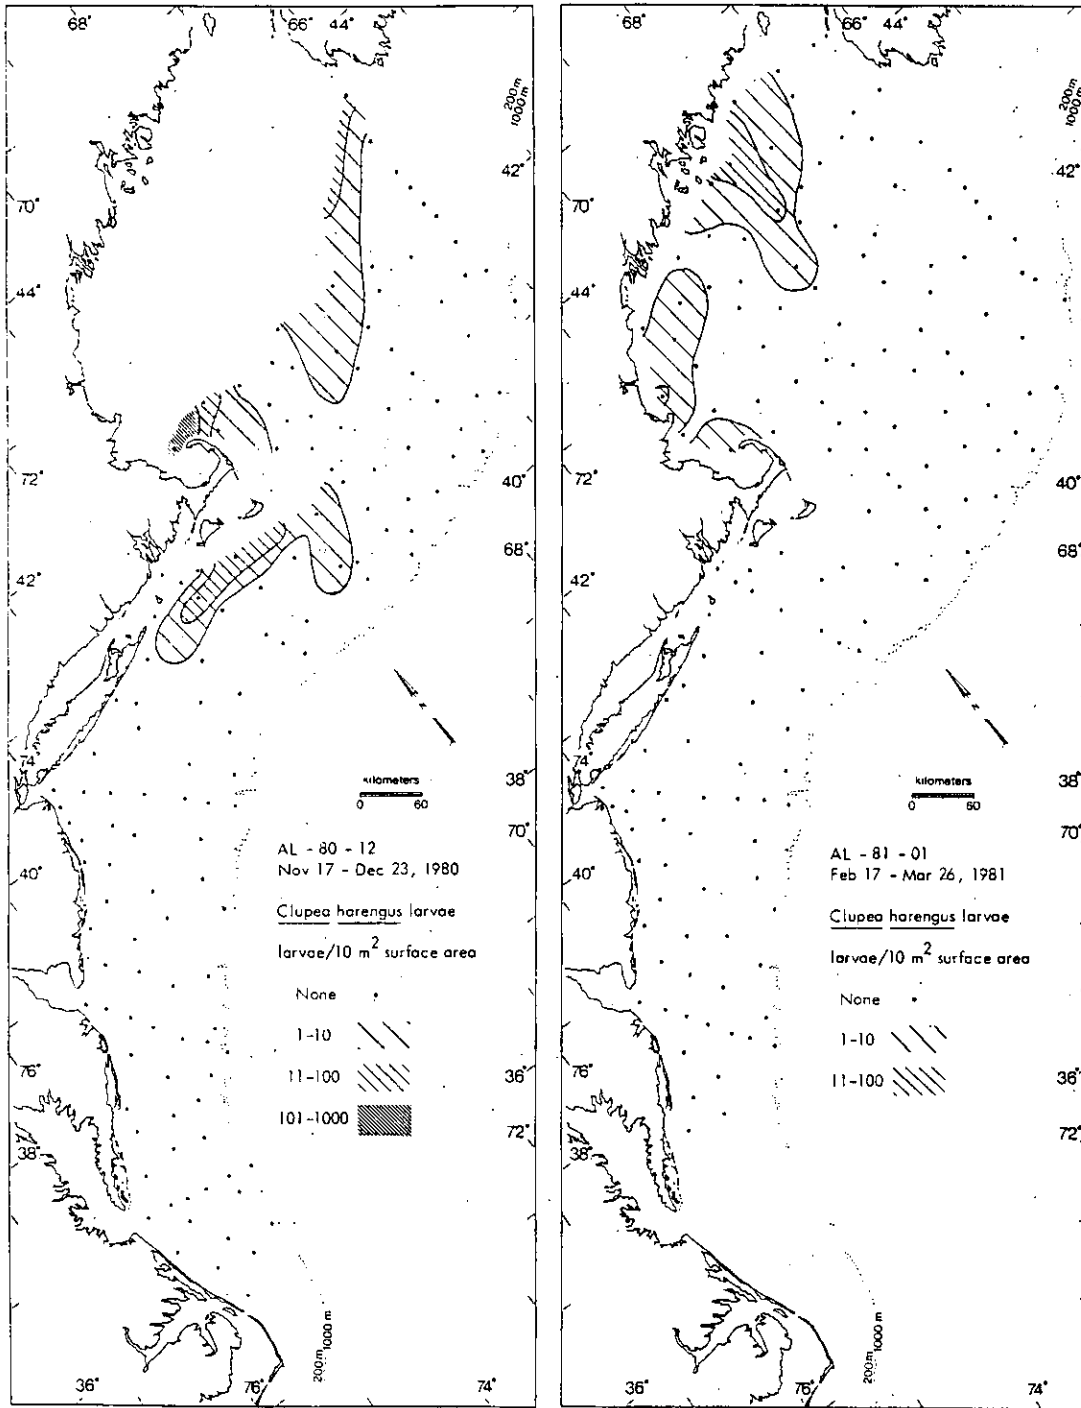 68°
66°
44°
200m
1000m
42°
70°
44°
72°
40°
68°
42°
74°
38°
70°
kilometers
0 60
40°
AL - 80 - 12
Nov 17 - Dec 23, 1980
Clupea harengus larvae
larvae/10 m² surface area
None
1-10
11-100
101-1000
76°
36°
72°
38°
200m
1000 m
36°
76°
74°
68°
66°
44°
200m
1000m
42°
70°
44°
72°
40°
68°
42°
74°
38°
70°
kilometers
0 60
40°
AL - 81 - 01
Feb 17 - Mar 26, 1981
Clupea harengus larvae
larvae/10 m² surface area
None
1-10
11-100
76°
36°
72°
38°
200m
1000m
36°
76°
74°